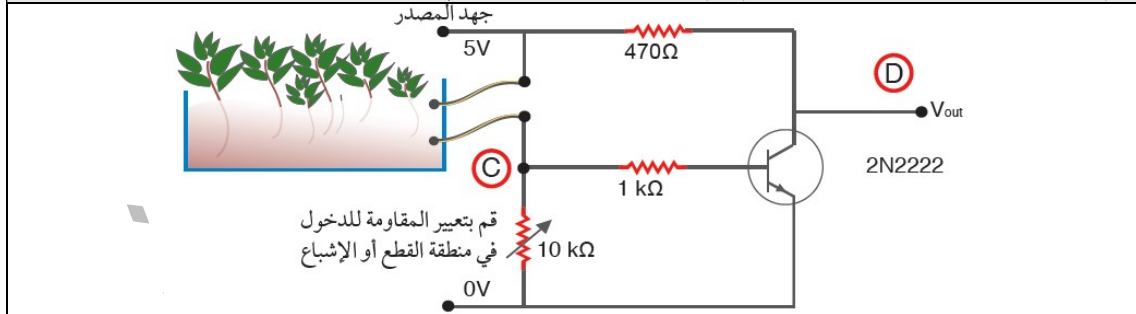 جهد المصدر
5V
470Ω
D
Vout
C
1 kΩ
2N2222
قم بتعيير المقاومة للدخول
في منطقة القطع أو الإشباع
10 kΩ
0V